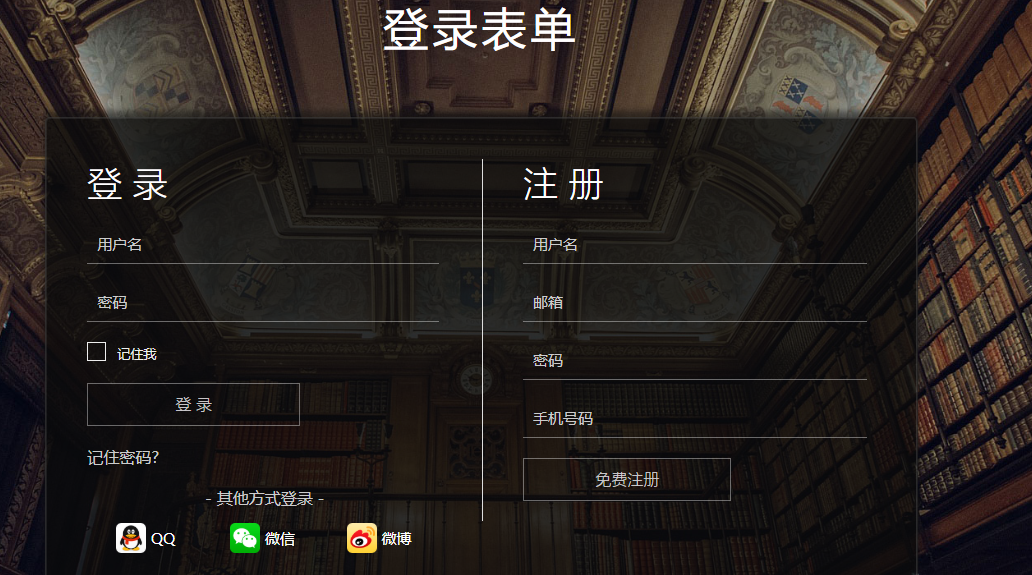 登录表单
登 录
用户名
密码
记住我
登 录
记住密码?
- 其他方式登录 -
QQ 微信 微博
注 册
用户名
邮箱
密码
手机号码
免费注册